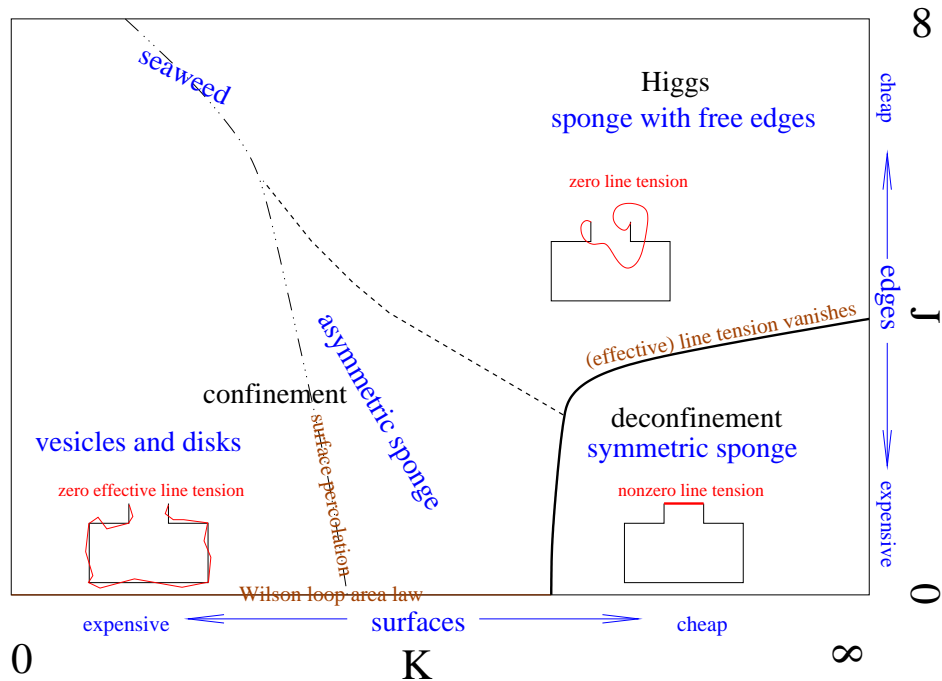 ∞
seaweed
Higgs
sponge with free edges
cheap
zero line tension
edges
J
(effective) line tension vanishes
asymmetric sponge
confinement
deconfinement
symmetric sponge
vesicles and disks
surface percolation
zero effective line tension
nonzero line tension
expensive
Wilson loop area law
0
expensive
surfaces
cheap
0
K
∞